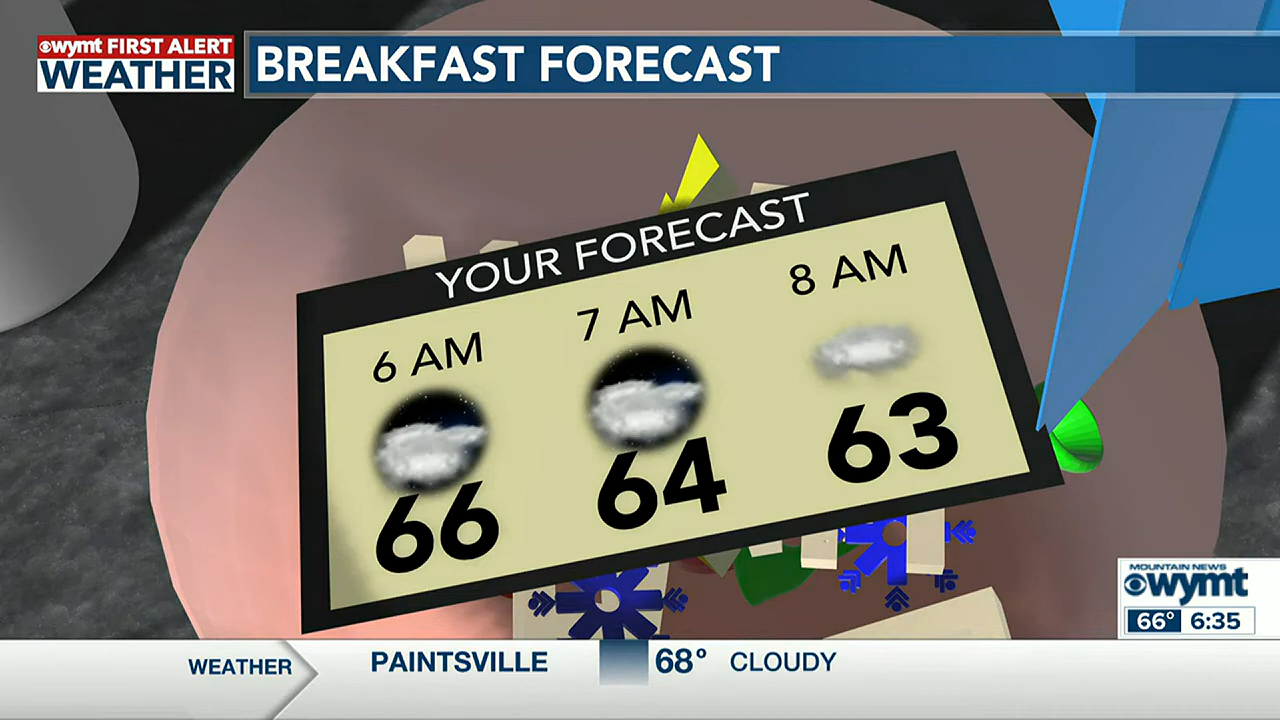 wymt FIRST ALERT
WEATHER
BREAKFAST FORECAST
YOUR FORECAST
6 AM
7 AM
8 AM
66
64
63
MOUNTAIN NEWS
wymt
66° 6:35
WEATHER
PAINTSVILLE
68° CLOUDY